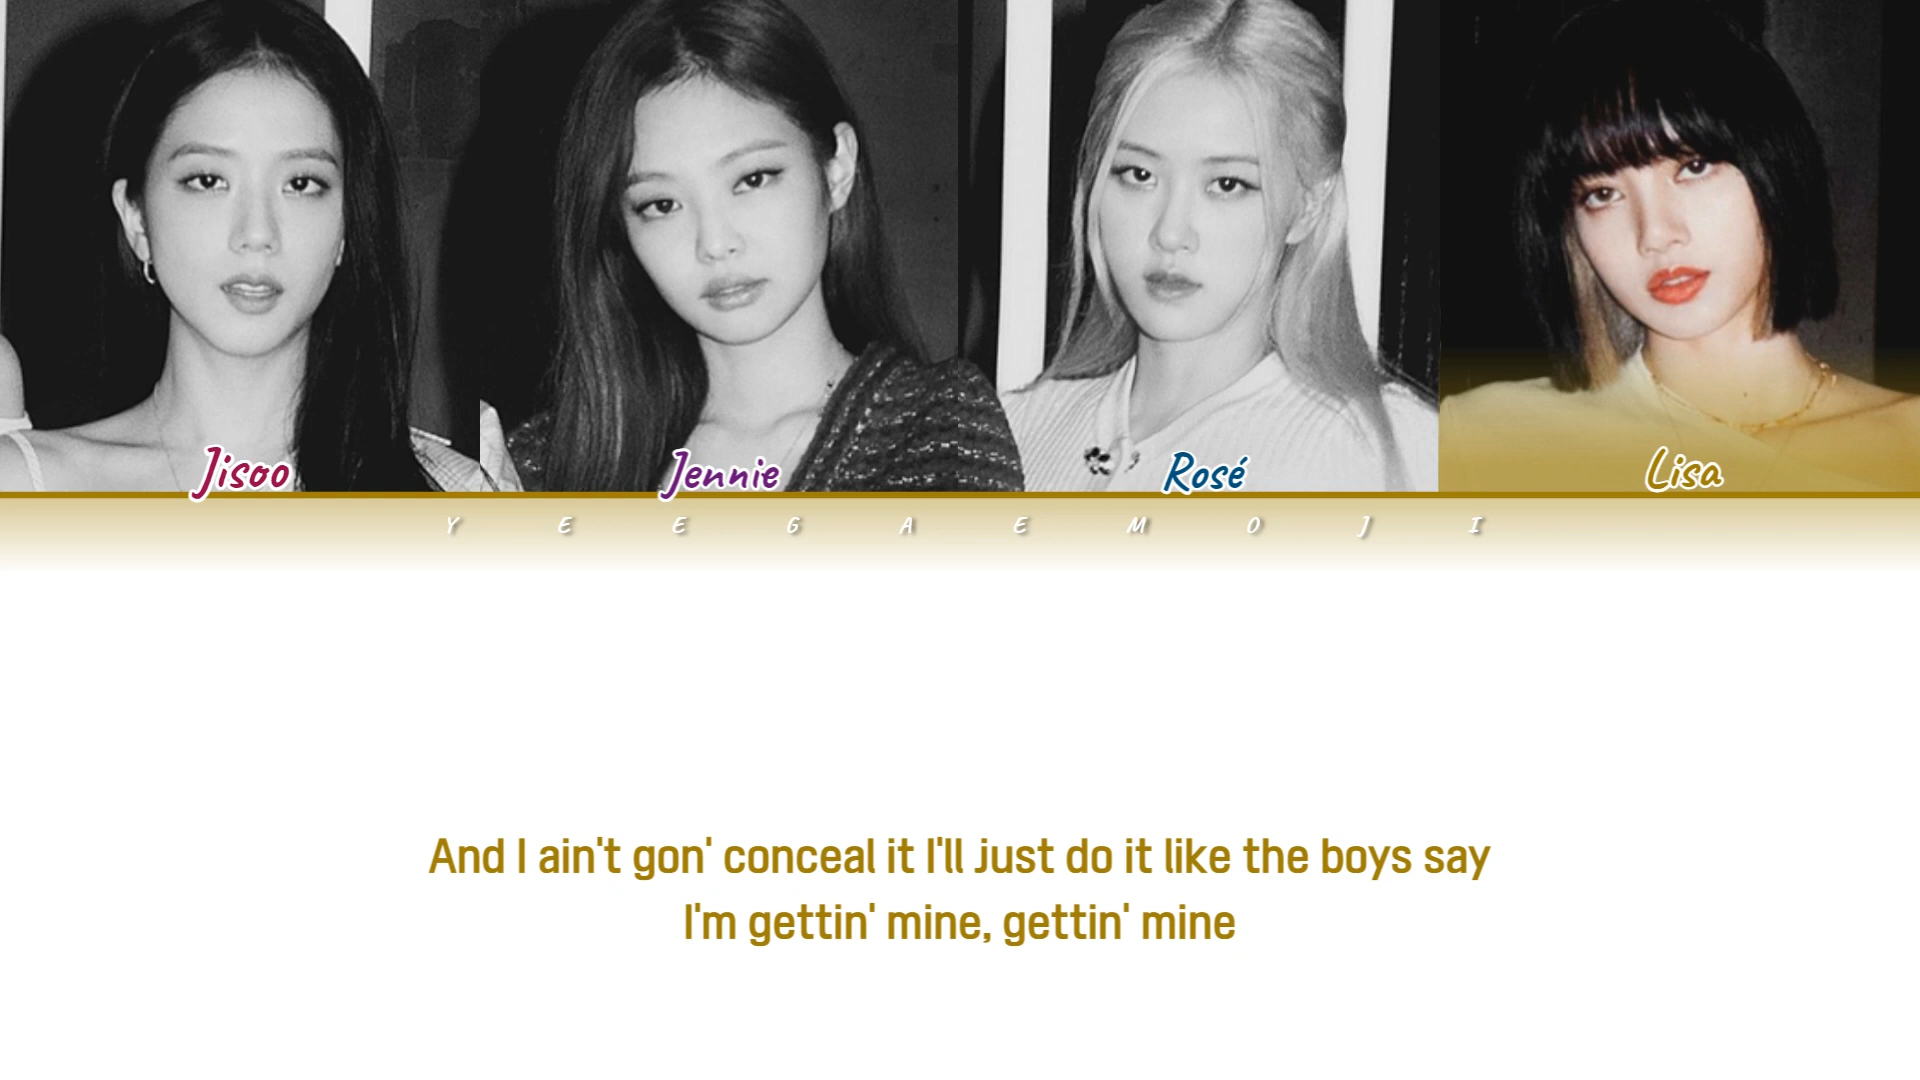 Jisoo
Jennie
Rosé
Lisa
Y E E G A E M O J I
And I ain't gon' conceal it I'll just do it like the boys say
I'm gettin' mine, gettin' mine